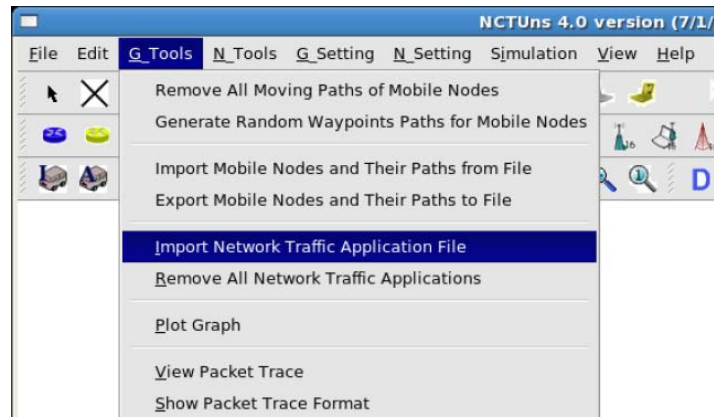 NCTUns 4.0 version (7/1/
File Edit G_Tools N_Tools G_Setting N_Setting Simulation View Help
Remove All Moving Paths of Mobile Nodes
Generate Random Waypoints Paths for Mobile Nodes
16
Import Mobile Nodes and Their Paths from File
I A 1 D
Export Mobile Nodes and Their Paths to File
Import Network Traffic Application File
Remove All Network Traffic Applications
Plot Graph
View Packet Trace
Show Packet Trace Format